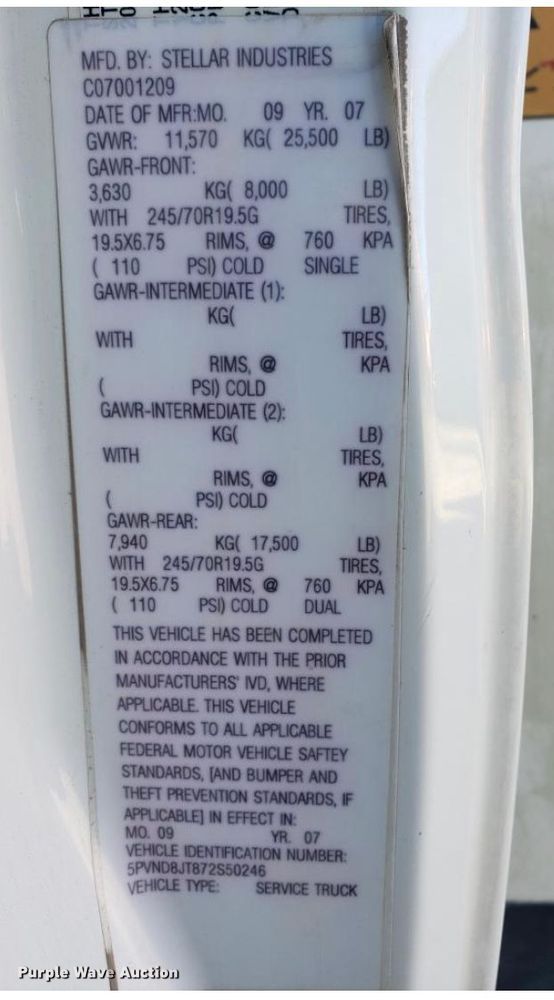 MFD. BY: STELLAR INDUSTRIES
C07001209
DATE OF MFR:MO. 09 YR. 07
GVWR: 11,570 KG( 25,500 LB)
GAWR-FRONT:
3,630 KG( 8,000 LB)
WITH 245/70R19.5G TIRES,
19.5X6.75 RIMS, @ 760 KPA
( 110 PSI) COLD SINGLE
GAWR-INTERMEDIATE (1):
KG( LB)
WITH TIRES,
RIMS, @ KPA
( PSI) COLD
GAWR-INTERMEDIATE (2):
KG( LB)
WITH TIRES,
RIMS, @ KPA
( PSI) COLD
GAWR-REAR:
7,940 KG( 17,500 LB)
WITH 245/70R19.5G TIRES,
19.5X6.75 RIMS, @ 760 KPA
( 110 PSI) COLD DUAL
THIS VEHICLE HAS BEEN COMPLETED
IN ACCORDANCE WITH THE PRIOR
MANUFACTURERS' IVD, WHERE
APPLICABLE. THIS VEHICLE
CONFORMS TO ALL APPLICABLE
FEDERAL MOTOR VEHICLE SAFTEY
STANDARDS, [AND BUMPER AND
THEFT PREVENTION STANDARDS, IF
APPLICABLE] IN EFFECT IN:
MO. 09 YR. 07
VEHICLE IDENTIFICATION NUMBER:
5PVND8JT872S50246
VEHICLE TYPE: SERVICE TRUCK
Purple Wave Auction